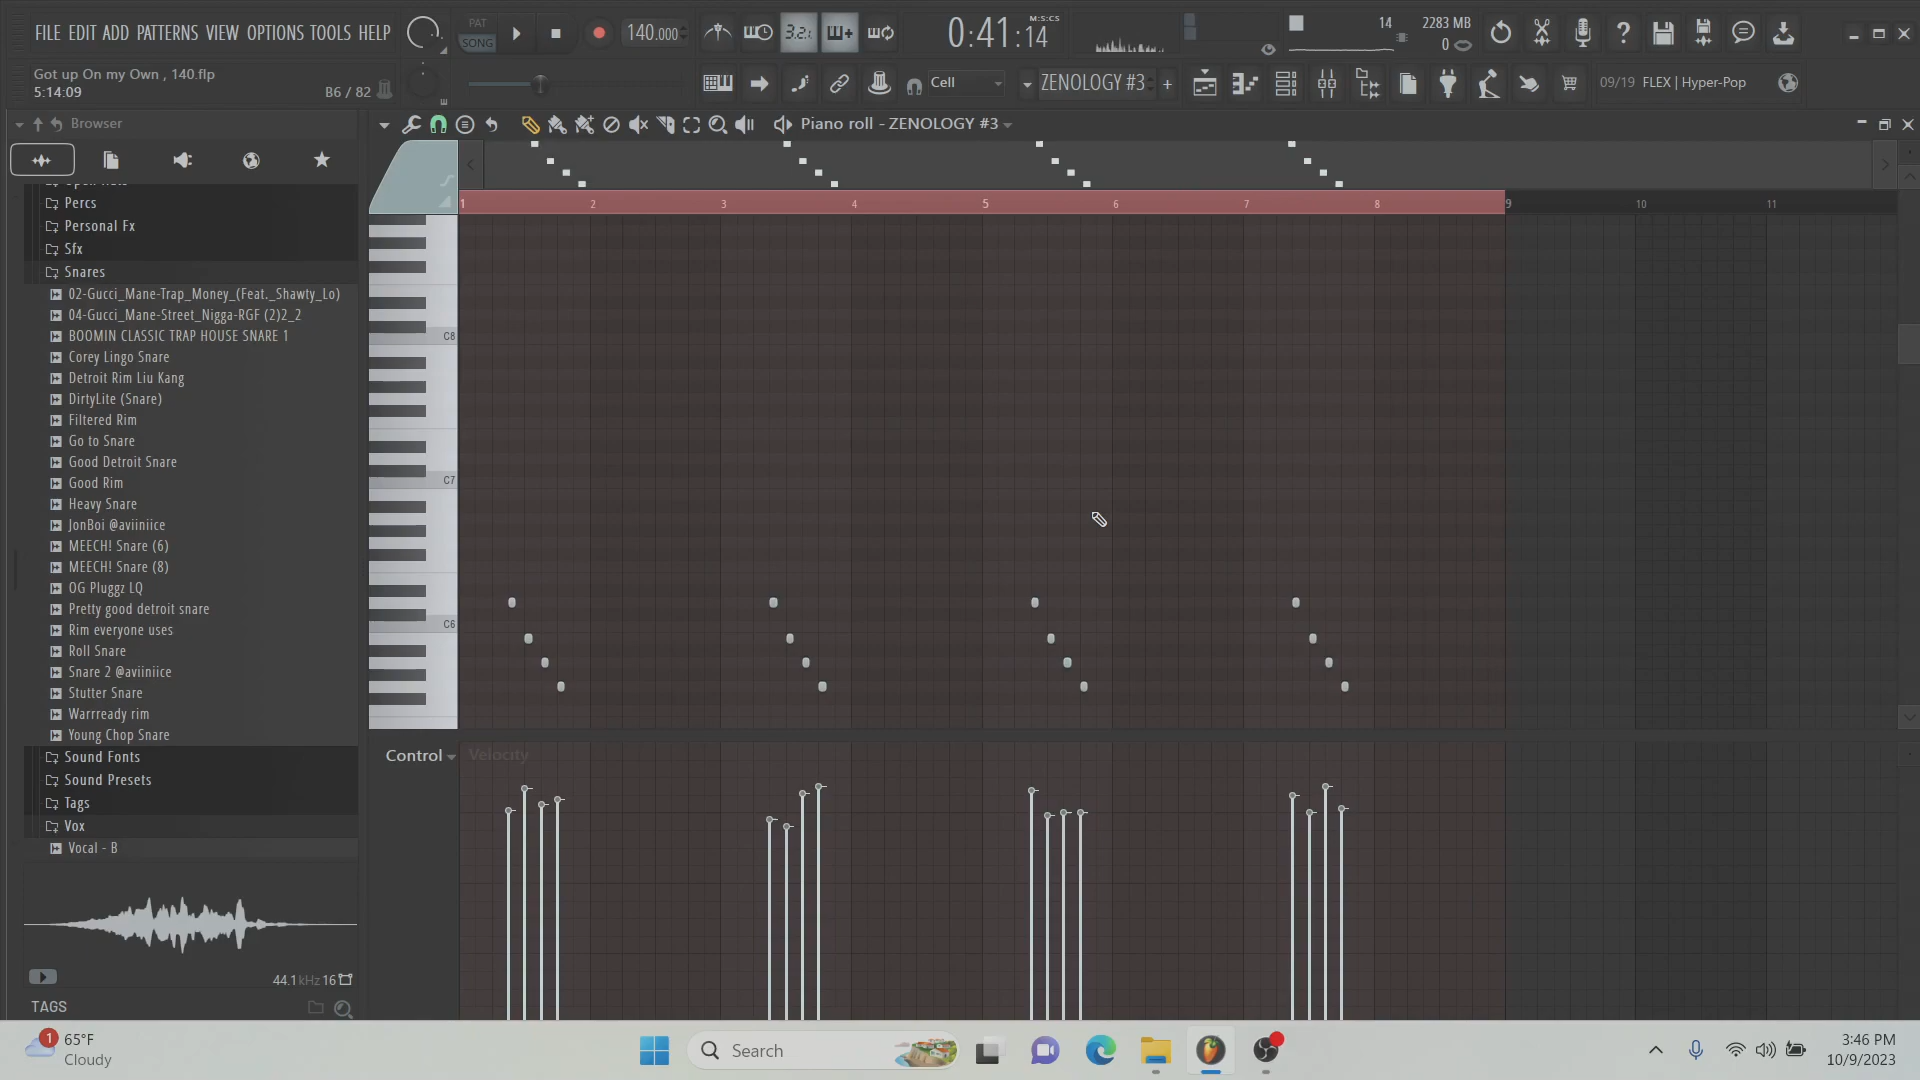 FILE EDIT ADD PATTERNS VIEW OPTIONS TOOLS HELP
PAT
SONG
140.000
3.2.1
0:41:14
M:S:CS
14
2283 MB
0
Got up On my Own , 140.flp
5:14:09
B6 / 82
Cell
ZENOLOGY #3
09/19 FLEX | Hyper-Pop
Browser
Piano roll - ZENOLOGY #3
1 2 3 4 5 6 7 8 9 10 11
Percs
Personal Fx
Sfx
Snares
02-Gucci_Mane-Trap_Money_(Feat._Shawty_Lo)
04-Gucci_Mane-Street_Nigga-RGF (2)2_2
BOOMIN CLASSIC TRAP HOUSE SNARE 1
Corey Lingo Snare
Detroit Rim Liu Kang
DirtyLite (Snare)
Filtered Rim
Go to Snare
Good Detroit Snare
Good Rim
Heavy Snare
JonBoi @aviiniice
MEECH! Snare (6)
MEECH! Snare (8)
OG Pluggz LQ
Pretty good detroit snare
Rim everyone uses
Roll Snare
Snare 2 @aviiniice
Stutter Snare
Warrready rim
Young Chop Snare
Sound Fonts
Sound Presets
Tags
Vox
Vocal - B
C8
C7
C6
Control
Velocity
44.1kHz 16
TAGS
1
65°F
Cloudy
Search
3:46 PM
10/9/2023